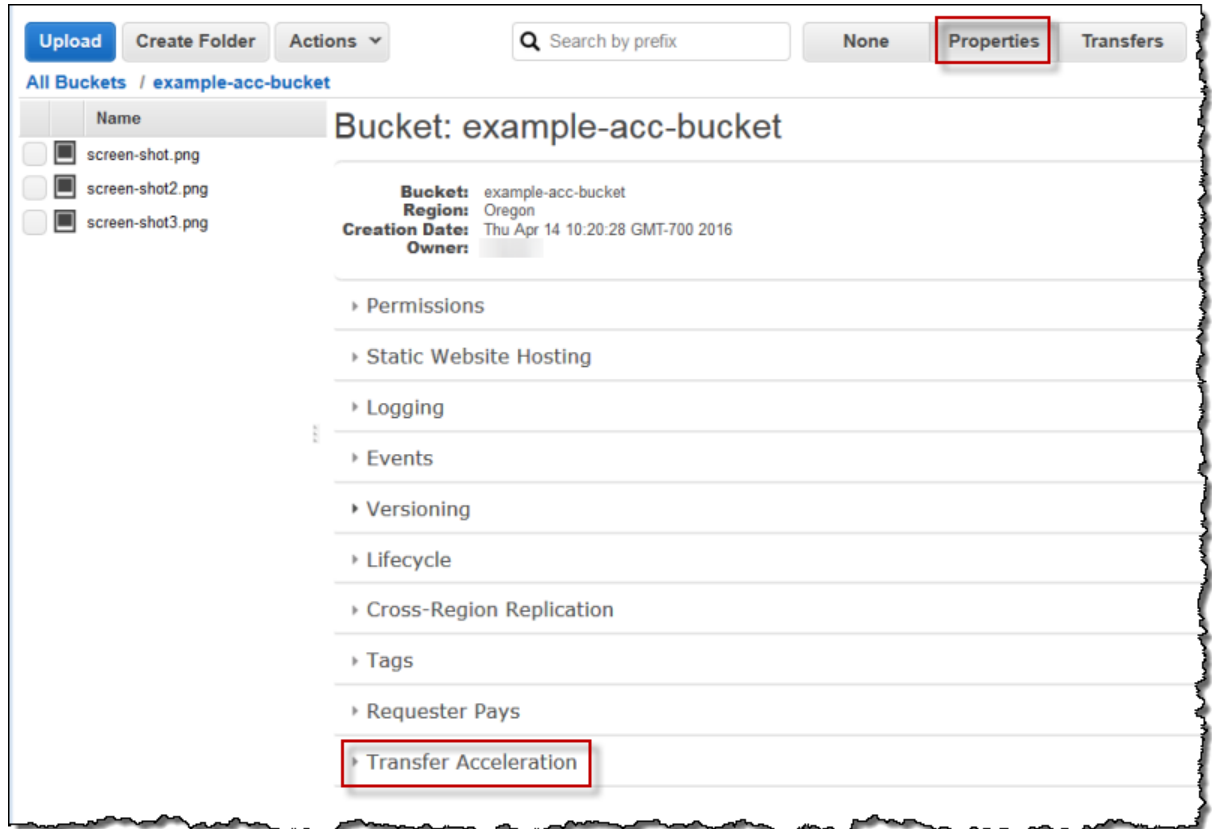 Upload Create Folder Actions Search by prefix None Properties Transfers
All Buckets / example-acc-bucket
Name
screen-shot.png
screen-shot2.png
screen-shot3.png
Bucket: example-acc-bucket
Bucket: example-acc-bucket
Region: Oregon
Creation Date: Thu Apr 14 10:20:28 GMT-700 2016
Owner:
Permissions
Static Website Hosting
Logging
Events
Versioning
Lifecycle
Cross-Region Replication
Tags
Requester Pays
Transfer Acceleration